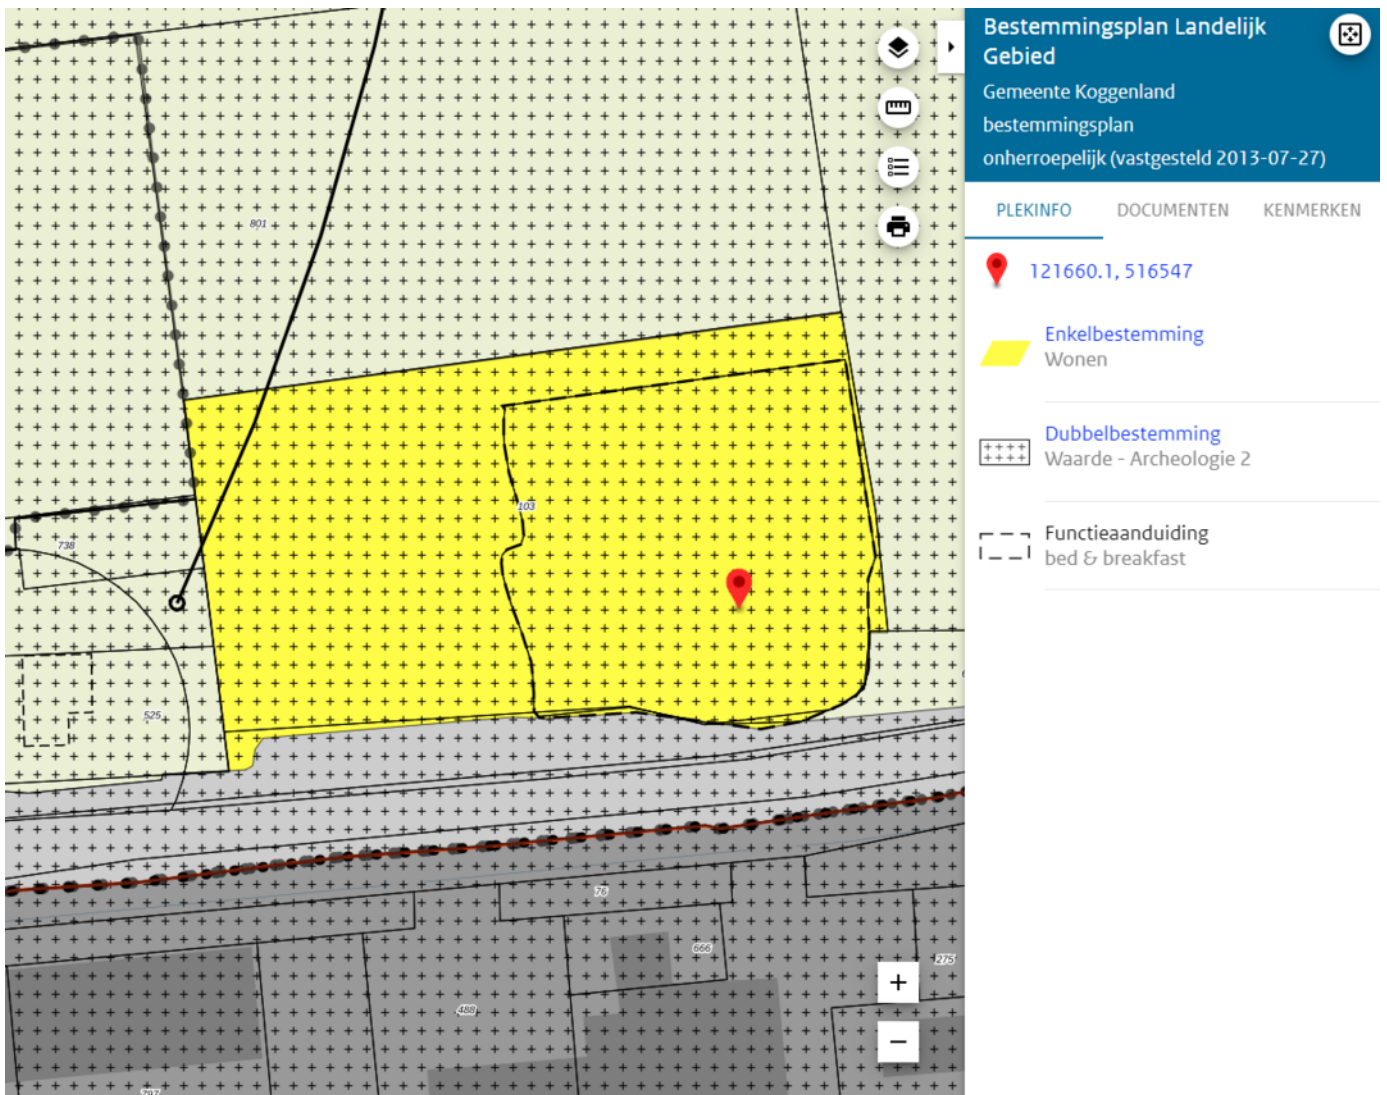 Bestemmingsplan Landelijk
Gebied
Gemeente Koggenland
bestemmingsplan
onherroepelijk (vastgesteld 2013-07-27)
PLEKINFO DOCUMENTEN KENMERKEN
121660.1, 516547
Enkelbestemming
Wonen
Dubbelbestemming
Waarde - Archeologie 2
Functieaanduiding
bed & breakfast
801
103
738
525
76
666
275
488
797